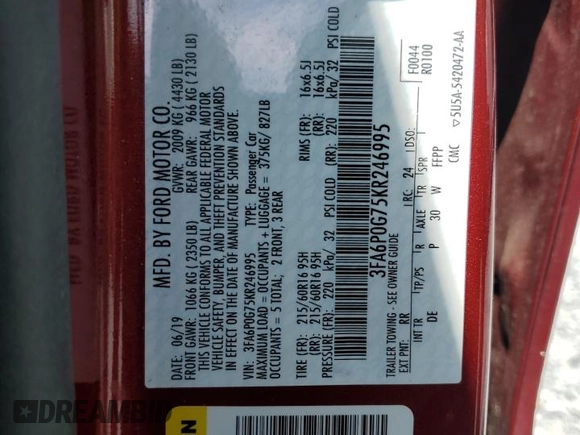 MFD. BY FORD MOTOR CO.
06/19 GVWR: 2009 KG ( 4430 LB)
FRONT GAWR: 1066 KG ( 2350 LB) REAR GAWR: 966 KG ( 2130 LB)
THIS VEHICLE CONFORMS TO ALL APPLICABLE FEDERAL MOTOR
VEHICLE SAFETY, BUMPER, AND THEFT PREVENTION STANDARDS
IN EFFECT ON THE DATE OF MANUFACTURE SHOWN ABOVE.
VIN: 3FA6P0G75KR246995 TYPE: Passenger Car
MAXIMUM LOAD = OCCUPANTS + LUGGAGE = 375KG/ 827LB
OCCUPANTS = 5 TOTAL: 2 FRONT, 3 REAR
TIRE (FR): 215/60R16 95H RIMS (FR): 16x6.5J
TIRE (RR): 215/60R16 95H RIMS (RR): 16x6.5J
PRESSURE (FR): 220 kPa/ 32 PSI COLD (RR): 220 kPa/ 32 PSI COLD
3FA6P0G75KR246995
TRAILER TOWING - SEE OWNER GUIDE F0044
R0100
EXT PNT: RR LRC: 24 DSO:
INT TR TP/PS R AXLE TR SPR
DE P 30 W FFPP
CMC ▽5U5A-5420472-AA
N
DREAMBID